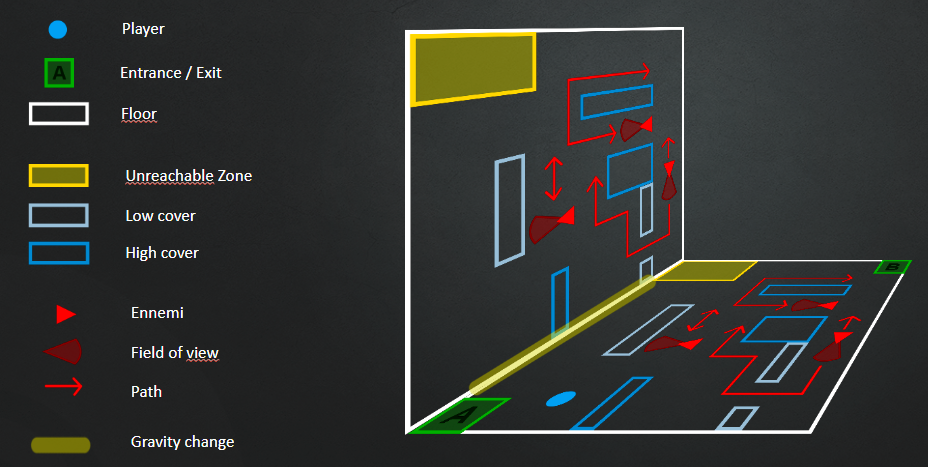 Player
A
Entrance / Exit
Floor
Unreachable Zone
Low cover
High cover
Ennemi
Field of view
Path
Gravity change
B
A